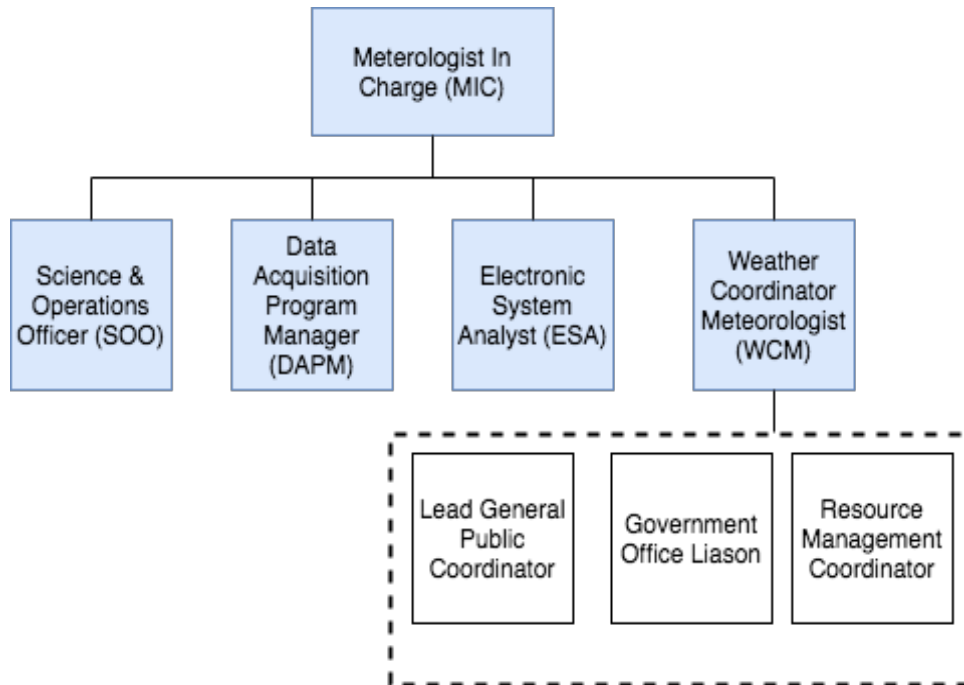 Meterologist In
Charge (MIC)
Science &
Operations
Officer (SOO)
Data
Acquisition
Program
Manager
(DAPM)
Electronic
System
Analyst (ESA)
Weather
Coordinator
Meteorologist
(WCM)
Lead General
Public
Coordinator
Government
Office Liason
Resource
Management
Coordinator